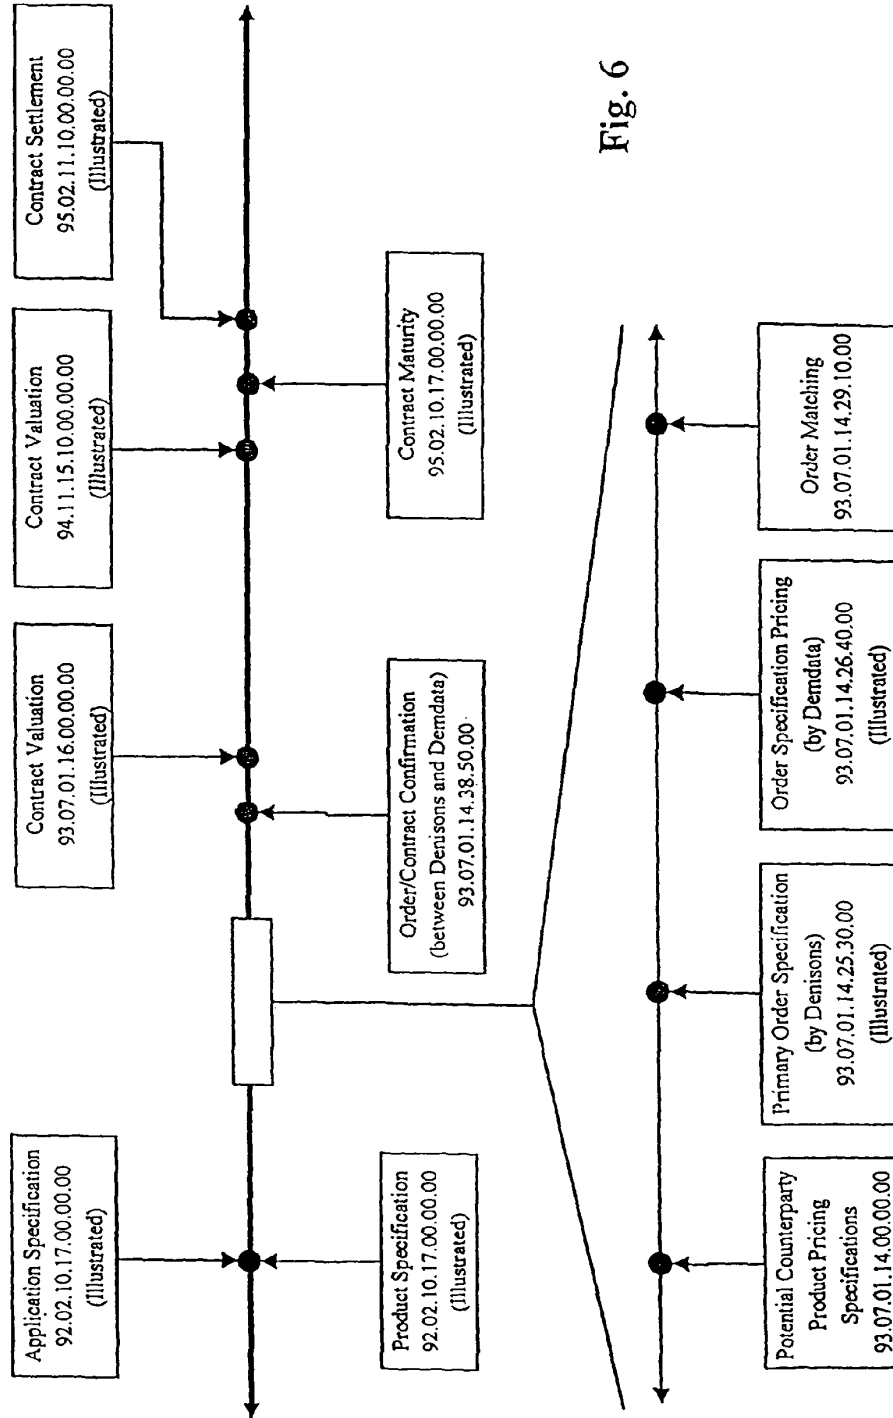 Application Specification
92.02.10.17.00.00.00
(Illustrated)
Contract Valuation
93.07.01.16.00.00.00
(Illustrated)
Contract Valuation
94.11.15.10.00.00.00
(Illustrated)
Contract Settlement
95.02.11.10.00.00.00
(Illustrated)
Product Specification
92.02.10.17.00.00.00
(Illustrated)
Order/Contract Confirmation
(between Denisons and Demdata)
93.07.01.14.38.50.00
Contract Maturity
95.02.10.17.00.00.00
(Illustrated)
Potential Counterparty
Product Pricing
Specifications
93.07.01.14.00.00.00
Primary Order Specification
(by Denisons)
93.07.01.14.25.30.00
(Illustrated)
Order Specification Pricing
(by Demdata)
93.07.01.14.26.40.00
(Illustrated)
Order Matching
93.07.01.14.29.10.00
Fig. 6